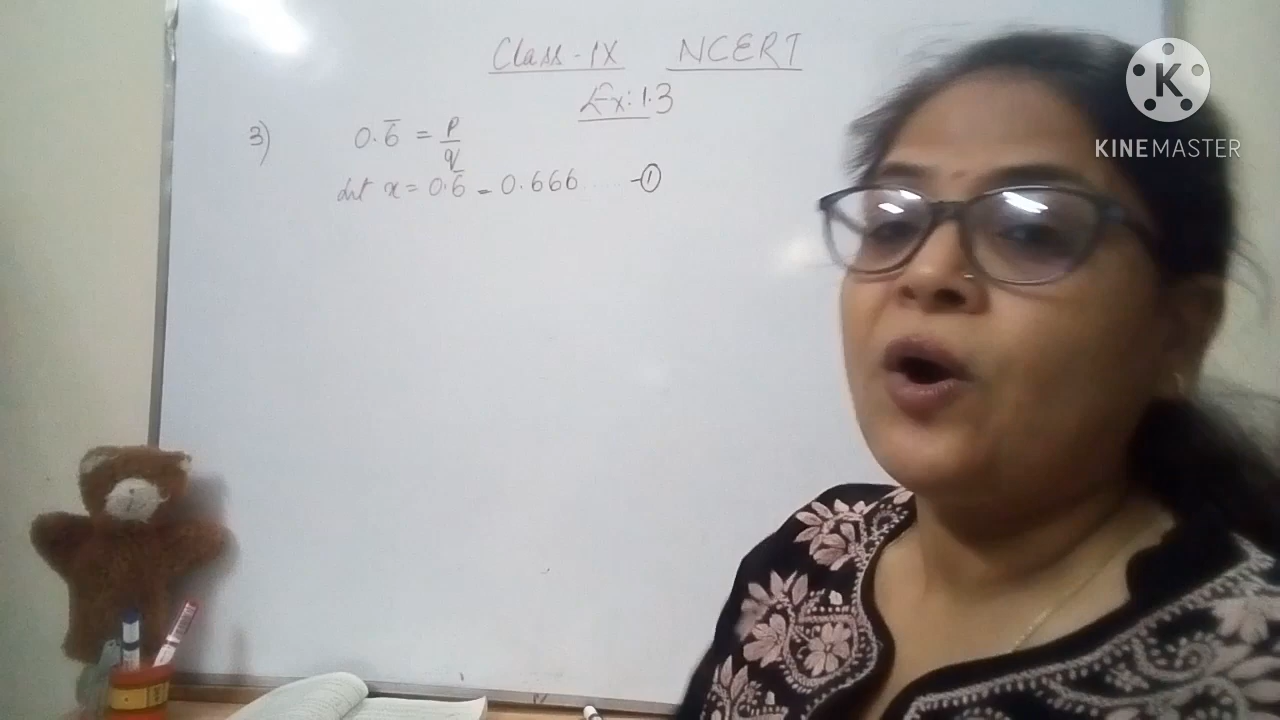 Class-IX NCERT
Ex: 1.3
3) 0.6̅ = p/q
Let x = 0.6̅ = 0.666...... -①
K
KINEMASTER